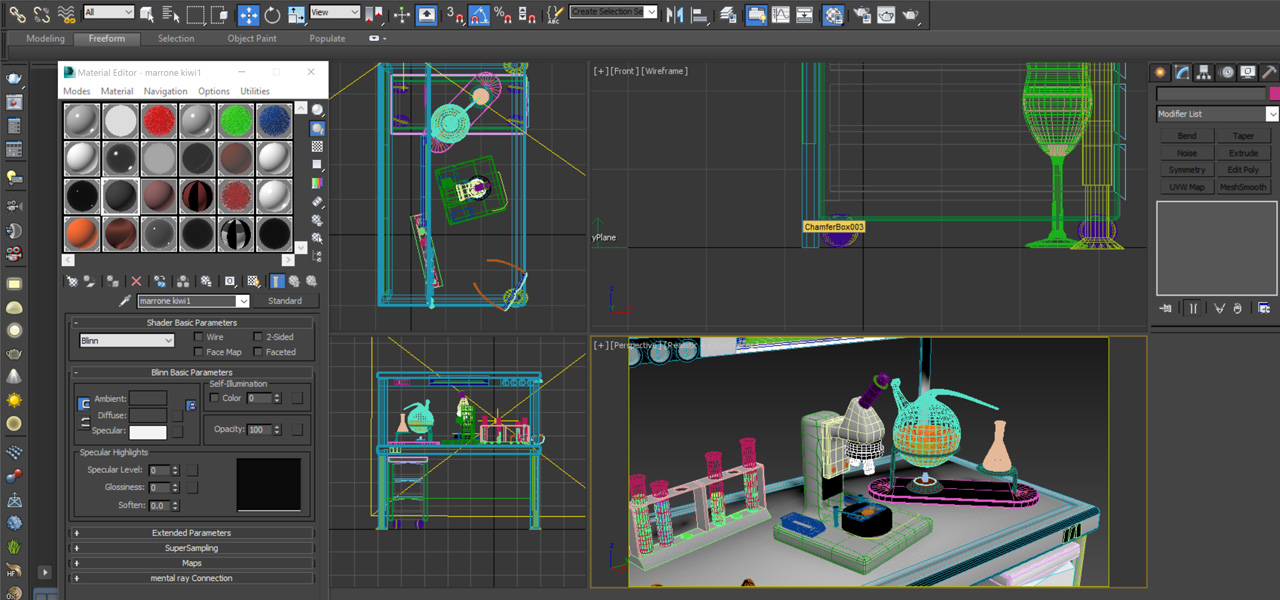 All
View
3
%
Create Selection Se
ABC
Modeling
Freeform
Selection
Object Paint
Populate
Material Editor - marrone kiwi1
Modes
Material
Navigation
Options
Utilities
marrone kiwi1
Standard
- Shader Basic Parameters
Blinn
Wire
2-Sided
Face Map
Faceted
- Blinn Basic Parameters
Ambient:
Diffuse:
Specular:
Self-Illumination
Color
0
Opacity:
100
Specular Highlights
Specular Level:
0
Glossiness:
0
Soften:
0.0
+ Extended Parameters
+ SuperSampling
+ Maps
+ mental ray Connection
HF
[+] [Front] [Wireframe]
yPlane
ChamferBox003
z
[+] [Perspective] [Realistic]
z
Modifier List
Bend
Taper
Noise
Extrude
Symmetry
Edit Poly
UVW Map
MeshSmooth